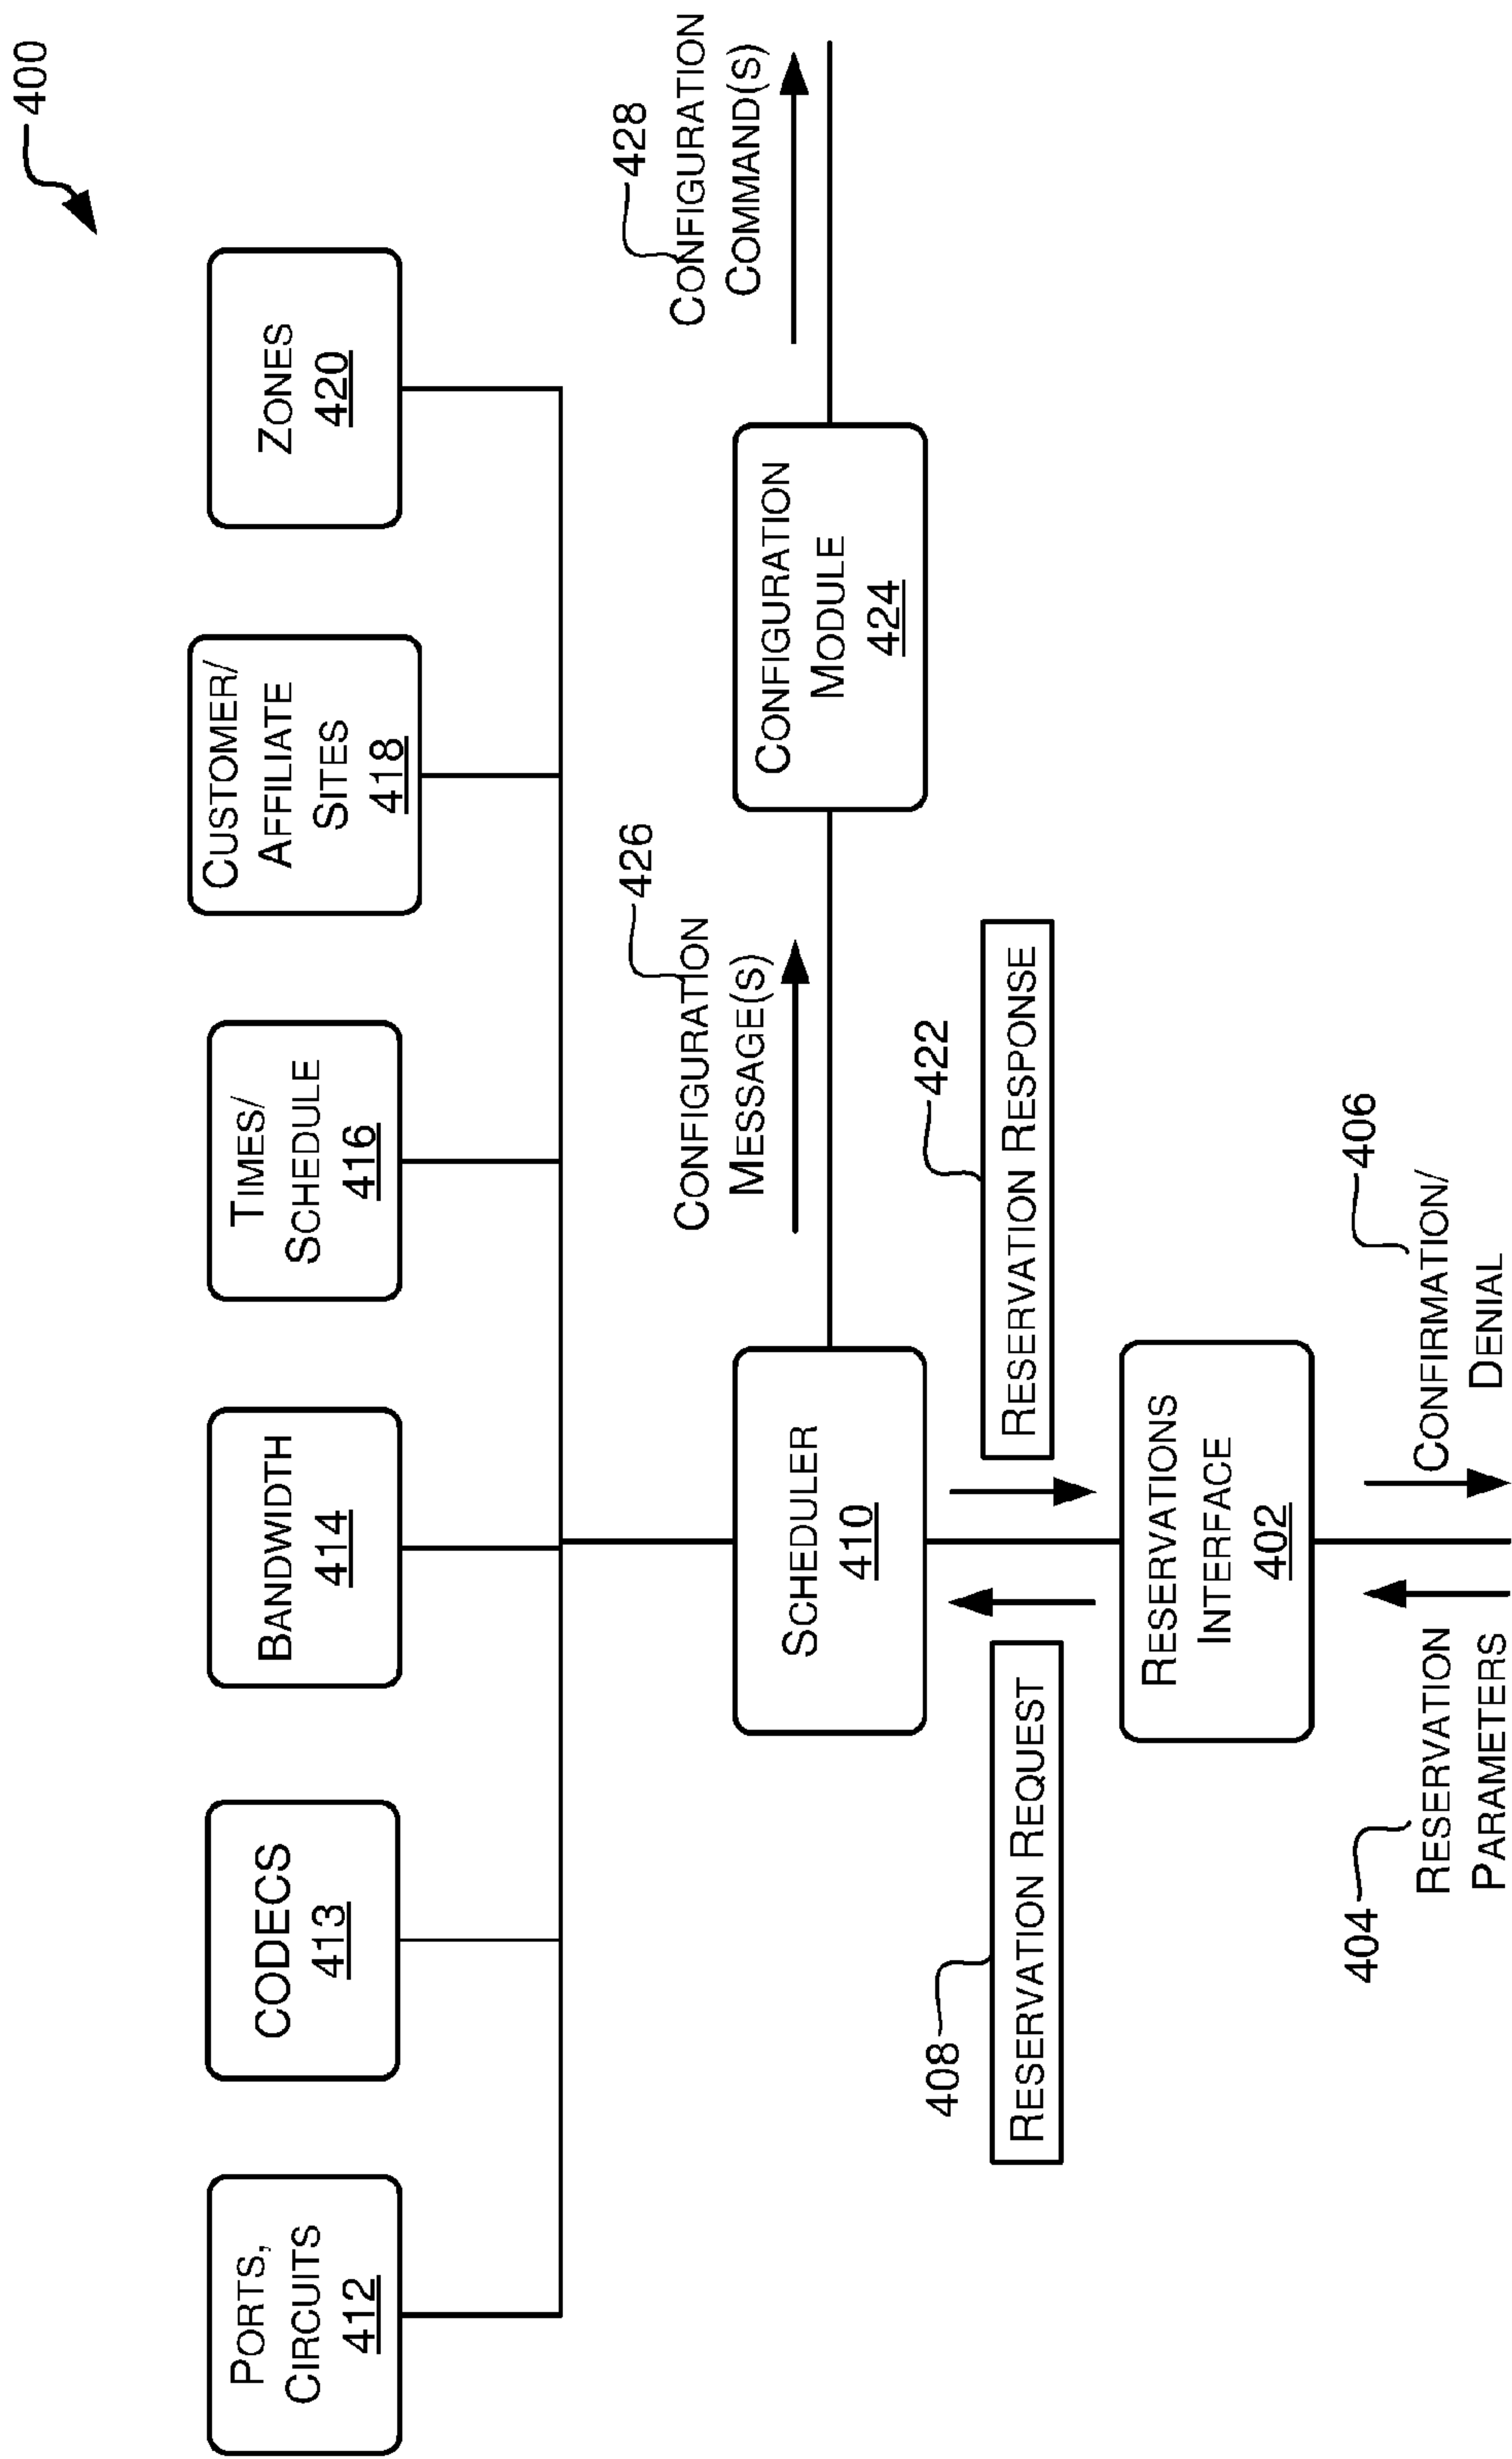 400
PORTS,
CIRCUITS
412
CODECS
413
BANDWIDTH
414
TIMES/
SCHEDULE
416
CUSTOMER/
AFFILIATE
SITES
418
ZONES
420
426
CONFIGURATION
MESSAGE(S)
428
CONFIGURATION
COMMAND(S)
SCHEDULER
410
CONFIGURATION
MODULE
424
408
RESERVATION REQUEST
422
RESERVATION RESPONSE
RESERVATIONS
INTERFACE
402
404
RESERVATION
PARAMETERS
406
CONFIRMATION/
DENIAL